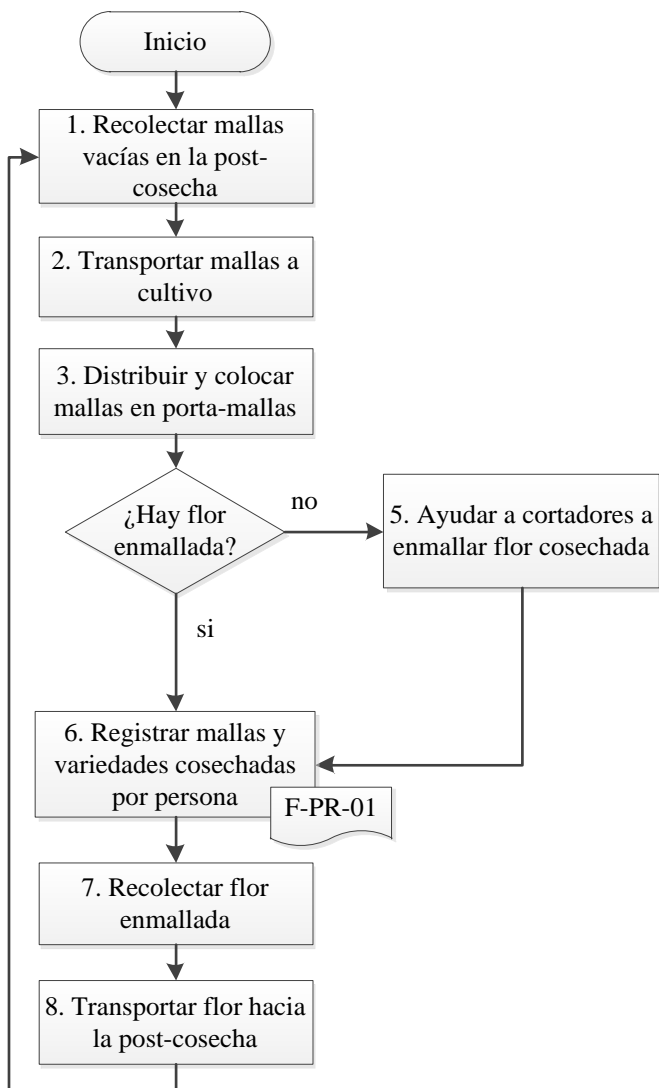 Inicio
1. Recolectar mallas
vacías en la post-
cosecha
2. Transportar mallas a
cultivo
3. Distribuir y colocar
mallas en porta-mallas
¿Hay flor
enmallada?
no
5. Ayudar a cortadores a
enmallar flor cosechada
si
6. Registrar mallas y
variedades cosechadas
por persona
F-PR-01
7. Recolectar flor
enmallada
8. Transportar flor hacia
la post-cosecha